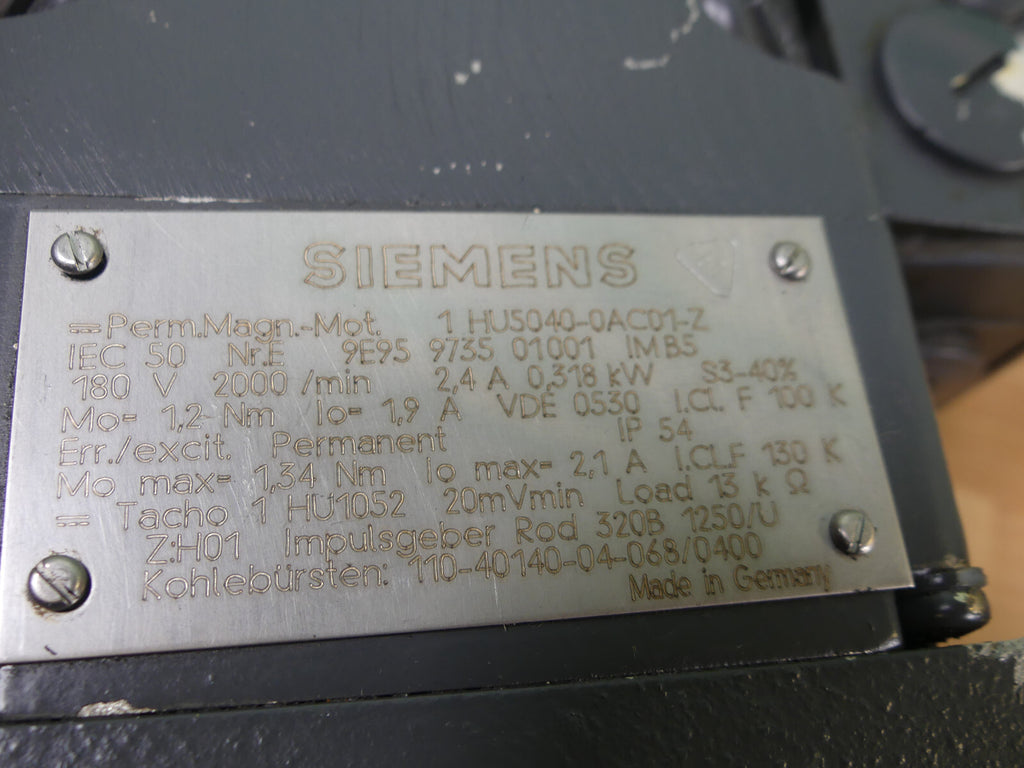 SIEMENS
Perm.Magn.-Mot. 1 HU5040-0AC01-Z
IEC 50 Nr.E 9E95 9735 01001 IMB5
180 V 2000 /min 2,4 A 0,318 kW S3-40%
Mo= 1,2 Nm Io= 1,9 A VDE 0530 I.Cl. F 100 K
Err./excit. Permanent IP 54
Mo max= 1,34 Nm Io max= 2,1 A I.CLF 130 K
Tacho 1 HU1052 20mVmin Load 13 k Ω
Z:H01 Impulsgeber Rod 320B 1250/U
Kohlebürsten: 110-40140-04-068/0400
Made in Germany